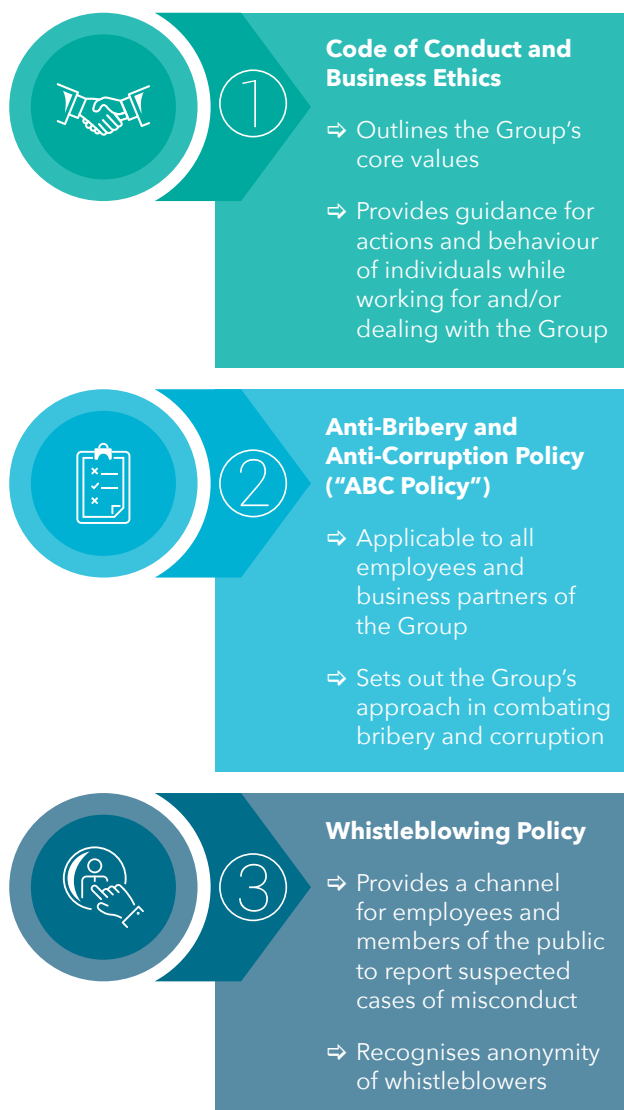 1
Code of Conduct and
Business Ethics
⇨ Outlines the Group’s
core values
⇨ Provides guidance for
actions and behaviour
of individuals while
working for and/or
dealing with the Group
2
Anti-Bribery and
Anti-Corruption Policy
(“ABC Policy”)
⇨ Applicable to all
employees and
business partners of
the Group
⇨ Sets out the Group’s
approach in combating
bribery and corruption
3
Whistleblowing Policy
⇨ Provides a channel
for employees and
members of the public
to report suspected
cases of misconduct
⇨ Recognises anonymity
of whistleblowers